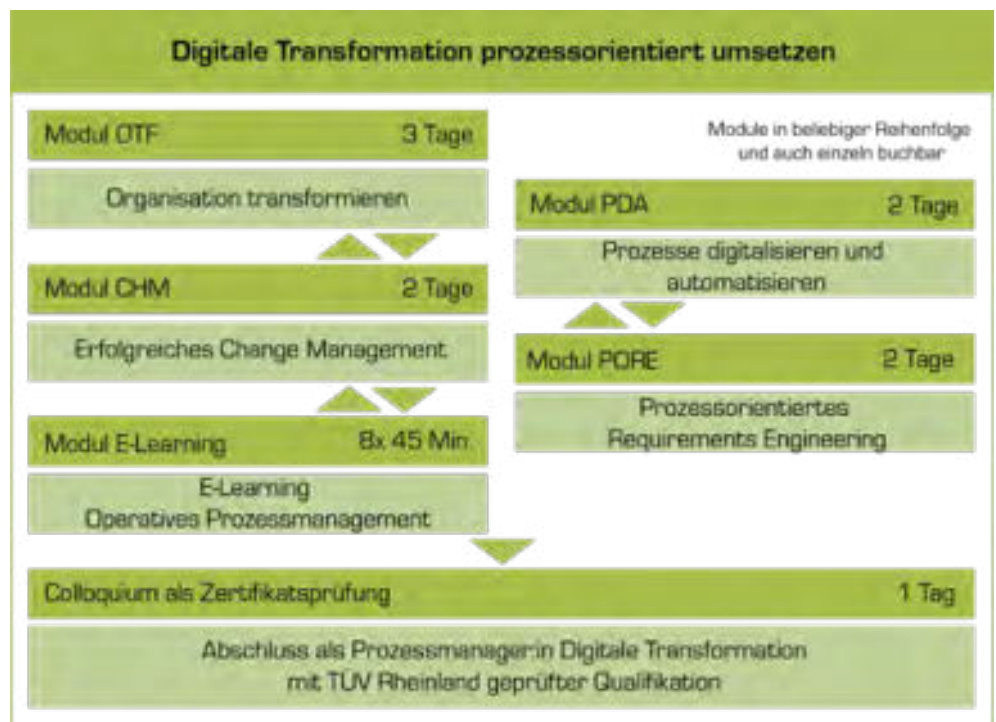 Digitale Transformation prozessorientiert umsetzen
Modul OTF 3 Tage
Organisation transformieren
Modul CHM 2 Tage
Erfolgreiches Change Management
Modul E-Learning 8x 45 Min
E-Learning
Operatives Prozessmanagement
Module in beliebiger Reihenfolge
und auch einzeln buchbar
Modul PDA 2 Tage
Prozesse digitalisieren und
automatisieren
Modul PORE 2 Tage
Prozessorientiertes
Requirements Engineering
Colloquium als Zertifikatsprüfung 1 Tag
Abschluss als Prozessmanager:in Digitale Transformation
mit TÜV Rheinland geprüfter Qualifikation